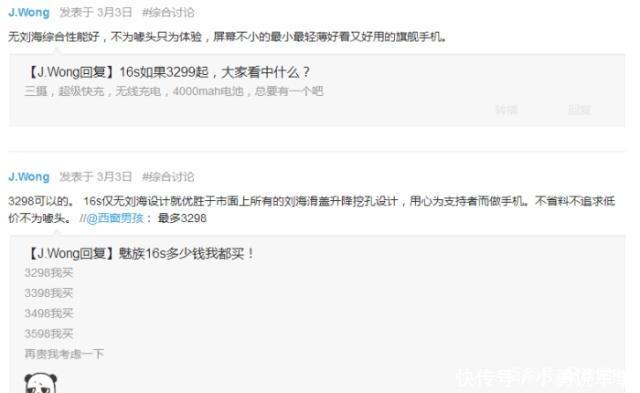 J.Wong 发表于 3月3日 #综合讨论
无刘海综合性能好，不为噱头只为体验，屏幕不小的最小最轻薄好看又好用的旗舰手机。
【J.Wong回复】16s如果3299起，大家看中什么？
三摄，超级快充，无线充电，4000mah电池，总要有一个吧
转播 回复
J.Wong 发表于 3月3日 #综合讨论
3298可以的。 16s仅无刘海设计就优胜于市面上所有的刘海滑盖升降挖孔设计，用心为支持者而做手机。不省料不追求低
价不为噱头。 //@西窗男孩： 最多3298
【J.Wong回复】魅族16s多少钱我都买！
3298我买
3398我买
3498我买
3598我买
再贵我考虑一下
快传号